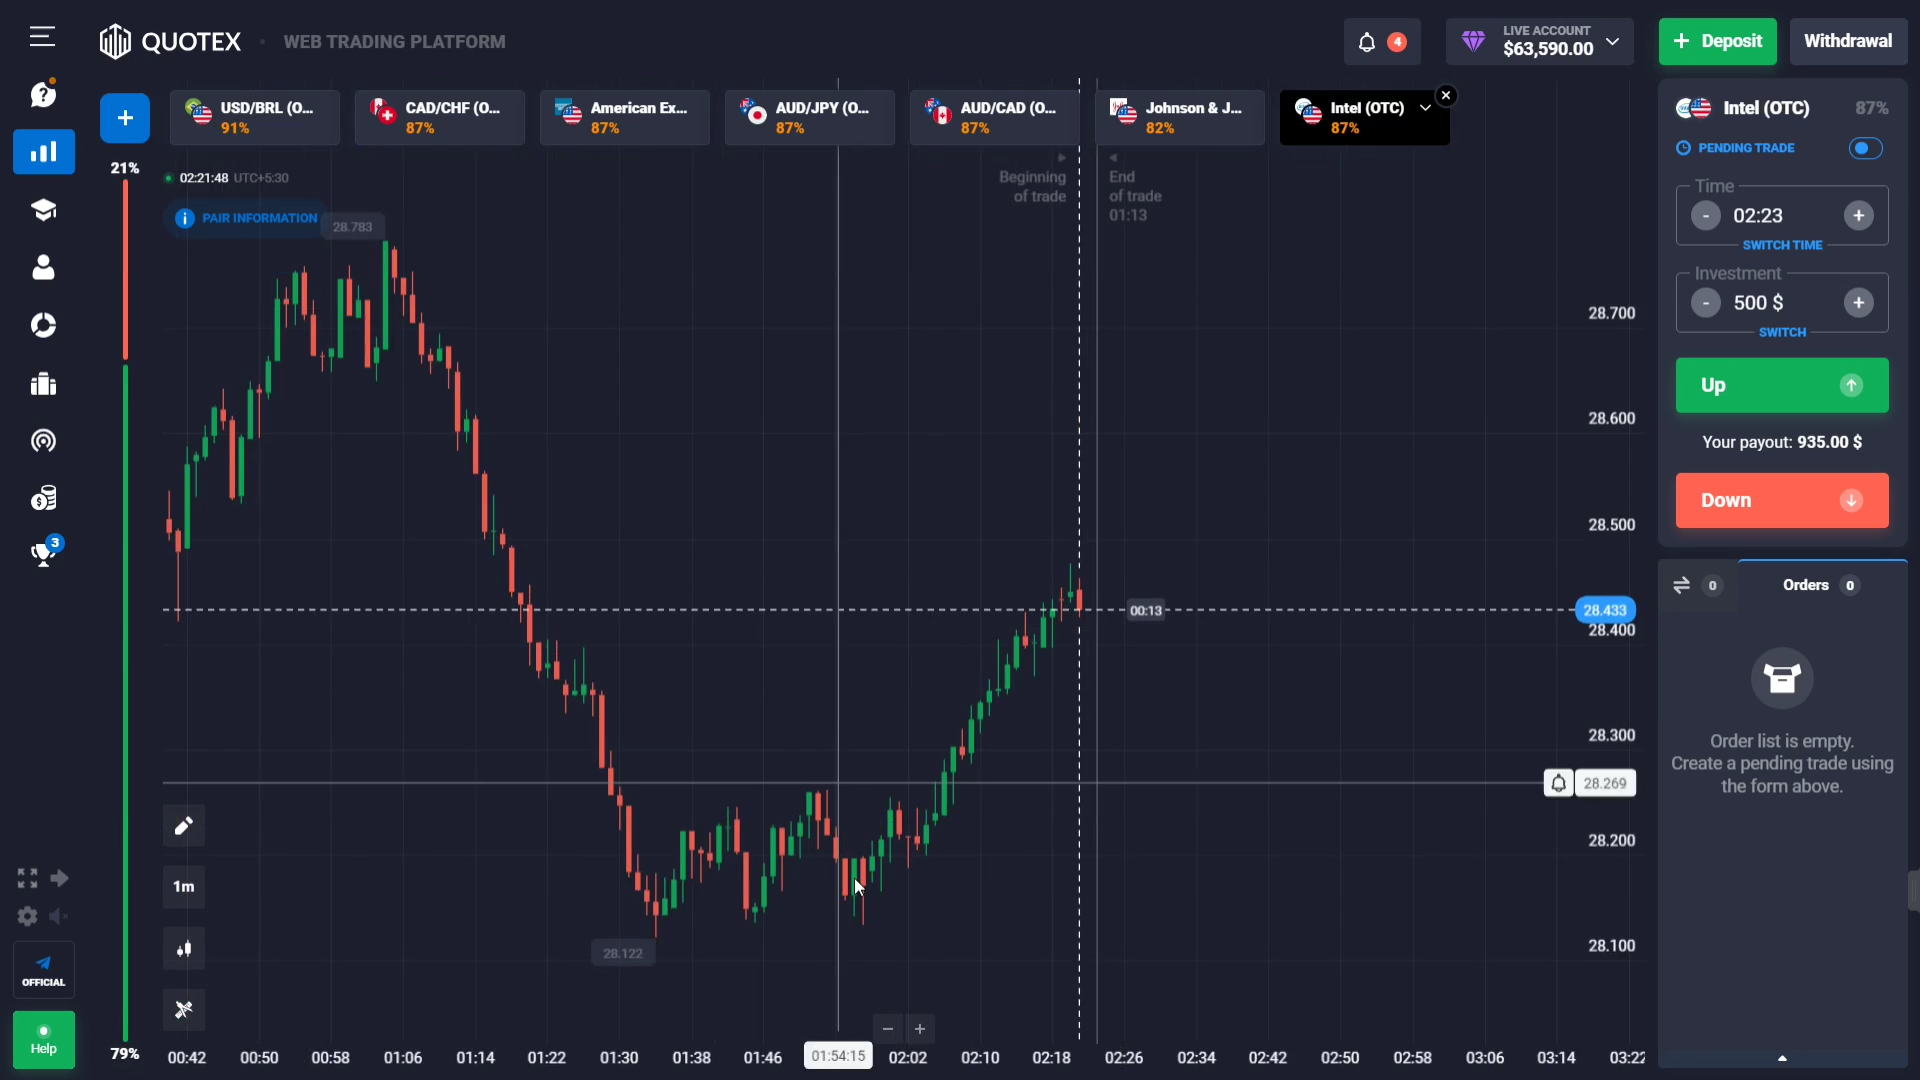 QUOTEX
WEB TRADING PLATFORM
4
LIVE ACCOUNT
$63,590.00
+ Deposit
Withdrawal
+
USD/BRL (O...
91%
CAD/CHF (O...
87%
American Ex...
87%
AUD/JPY (O...
87%
AUD/CAD (O...
87%
Johnson & J...
82%
Intel (OTC)
87%
21%
02:21:48 UTC+5:30
PAIR INFORMATION
28.783
Beginning
of trade
End
of trade
01:13
28.700
28.600
28.500
00:13
28.433
28.400
28.300
28.269
28.200
28.100
28.122
1m
79%
00:42
00:50
00:58
01:06
01:14
01:22
01:30
01:38
01:46
01:54:15
02:02
02:10
02:18
02:26
02:34
02:42
02:50
02:58
03:06
03:14
03:22
3
OFFICIAL
Help
Intel (OTC) 87%
PENDING TRADE
Time
- 02:23 +
SWITCH TIME
Investment
- 500 $ +
SWITCH
Up
Your payout: 935.00 $
Down
0
Orders 0
Order list is empty.
Create a pending trade using
the form above.